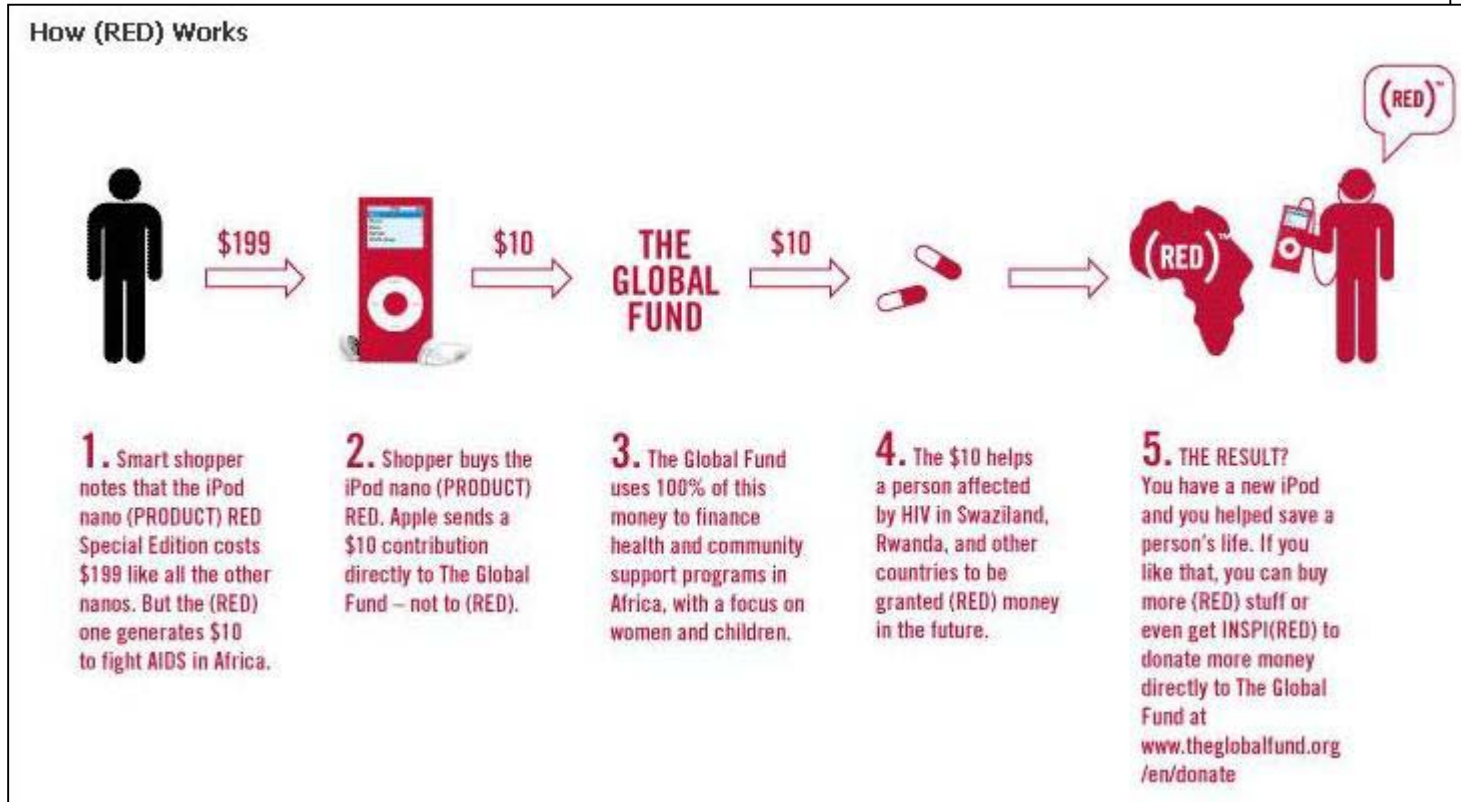 How (RED) Works
(RED)™
$199
$10
THE
GLOBAL
FUND
$10
(RED)™
1. Smart shopper
notes that the iPod
nano (PRODUCT) RED
Special Edition costs
$199 like all the other
nanos. But the (RED)
one generates $10
to fight AIDS in Africa.
2. Shopper buys the
iPod nano (PRODUCT)
RED. Apple sends a
$10 contribution
directly to The Global
Fund – not to (RED).
3. The Global Fund
uses 100% of this
money to finance
health and community
support programs in
Africa, with a focus on
women and children.
4. The $10 helps
a person affected
by HIV in Swaziland,
Rwanda, and other
countries to be
granted (RED) money
in the future.
5. THE RESULT?
You have a new iPod
and you helped save a
person's life. If you
like that, you can buy
more (RED) stuff or
even get INSPI(RED) to
donate more money
directly to The Global
Fund at
www.theglobalfund.org
/en/donate